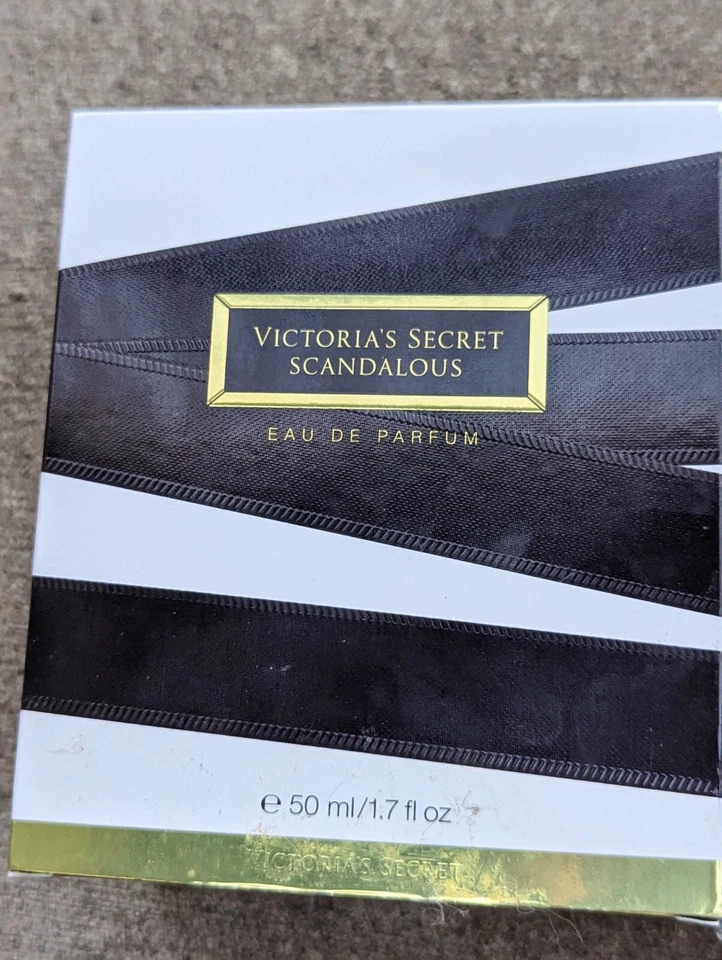 VICTORIA'S SECRET
SCANDALOUS
EAU DE PARFUM
℮ 50 ml/1.7 fl oz
VICTORIA'S SECRET